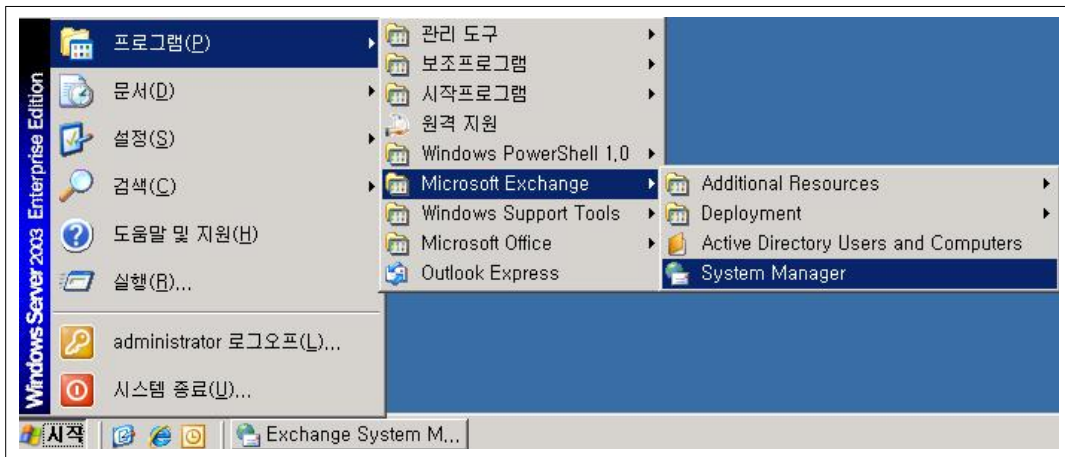 Windows Server 2003 Enterprise Edition
프로그램(P)
문서(D)
설정(S)
검색(C)
도움말 및 지원(H)
실행(R)...
administrator 로그오프(L)...
시스템 종료(U)...
관리 도구
보조프로그램
시작프로그램
원격 지원
Windows PowerShell 1.0
Microsoft Exchange
Windows Support Tools
Microsoft Office
Outlook Express
Additional Resources
Deployment
Active Directory Users and Computers
System Manager
시작
Exchange System M...